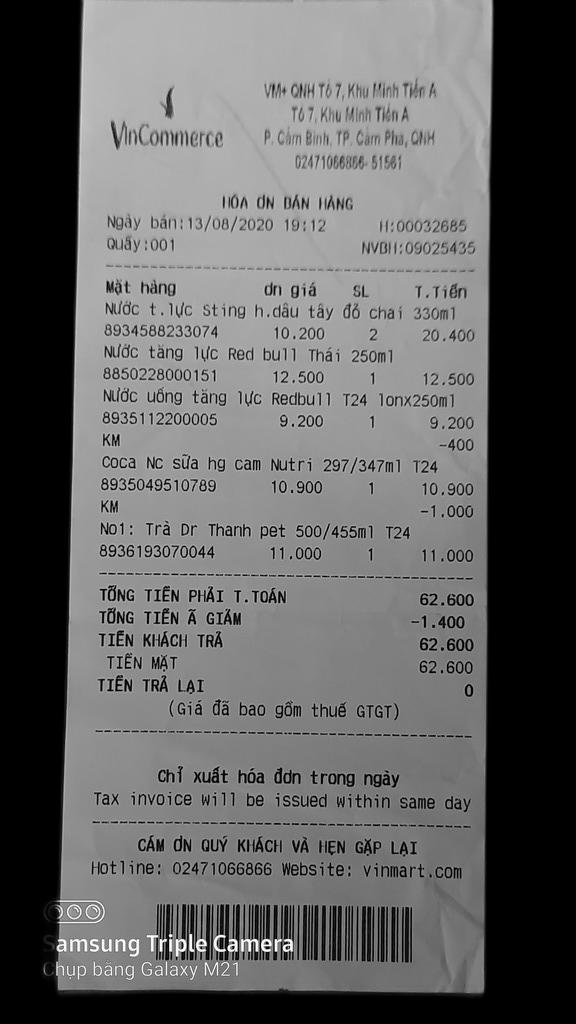 VinCommerce
VM+ QNH Tổ 7, Khu Minh Tiến A
Tổ 7, Khu Minh Tiến A
P. Cẩm Bình, TP. Cẩm Phả, QNH
02471066866-51561
HÓA ƠN BÁN HÀNG
Ngày bán:13/08/2020 19:12 H:00032685
Quầy:001 NVBH:09025435
Mặt hàng ơn giá SL T.Tiền
Nước t.lực Sting h.dâu tây đỏ chai 330ml
8934588233074 10.200 2 20.400
Nước tăng lực Red bull Thái 250ml
8850228000151 12.500 1 12.500
Nước uống tăng lực Redbull T24 lonx250ml
8935112200005 9.200 1 9.200
KM -400
Coca Nc sữa hg cam Nutri 297/347ml T24
8935049510789 10.900 1 10.900
KM -1.000
No1: Trà Dr Thanh pet 500/455ml T24
8936193070044 11.000 1 11.000
TỔNG TIỀN PHẢI T.TOÁN 62.600
TỔNG TIỀN Ã GIẢM -1.400
TIỀN KHÁCH TRẢ 62.600
TIỀN MẶT 62.600
TIỀN TRẢ LẠI 0
(Giá đã bao gồm thuế GTGT)
Chỉ xuất hóa đơn trong ngày
Tax invoice will be issued within same day
CẢM ƠN QUÝ KHÁCH VÀ HẸN GẶP LẠI
Hotline: 02471066866 Website: vinmart.com
Samsung Triple Camera
Chụp bằng Galaxy M21